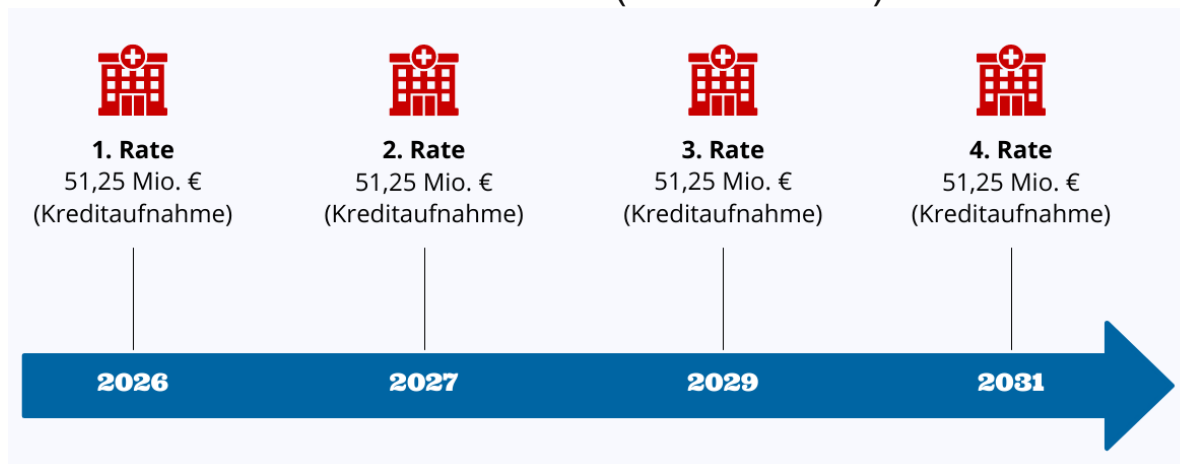 1. Rate
51,25 Mio. €
(Kreditaufnahme)
2. Rate
51,25 Mio. €
(Kreditaufnahme)
3. Rate
51,25 Mio. €
(Kreditaufnahme)
4. Rate
51,25 Mio. €
(Kreditaufnahme)
2026
2027
2029
2031